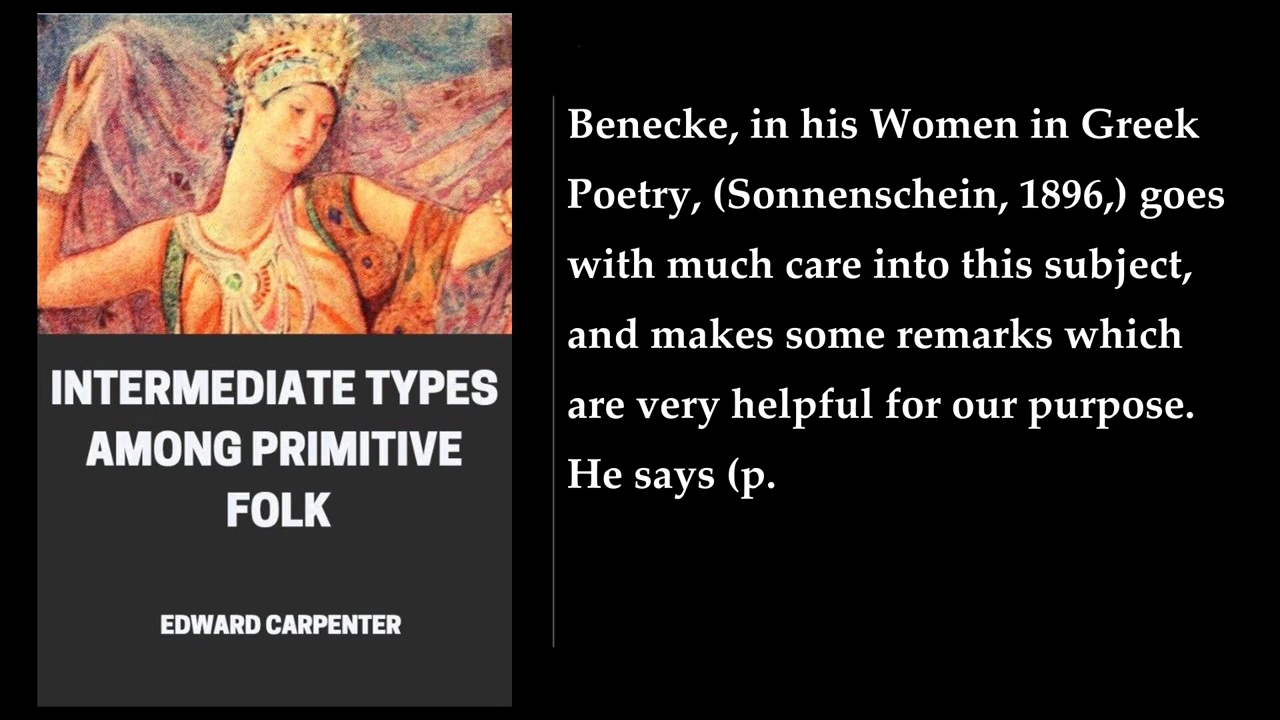 INTERMEDIATE TYPES
AMONG PRIMITIVE
FOLK
EDWARD CARPENTER
Benecke, in his Women in Greek
Poetry, (Sonnenschein, 1896,) goes
with much care into this subject,
and makes some remarks which
are very helpful for our purpose.
He says (p.